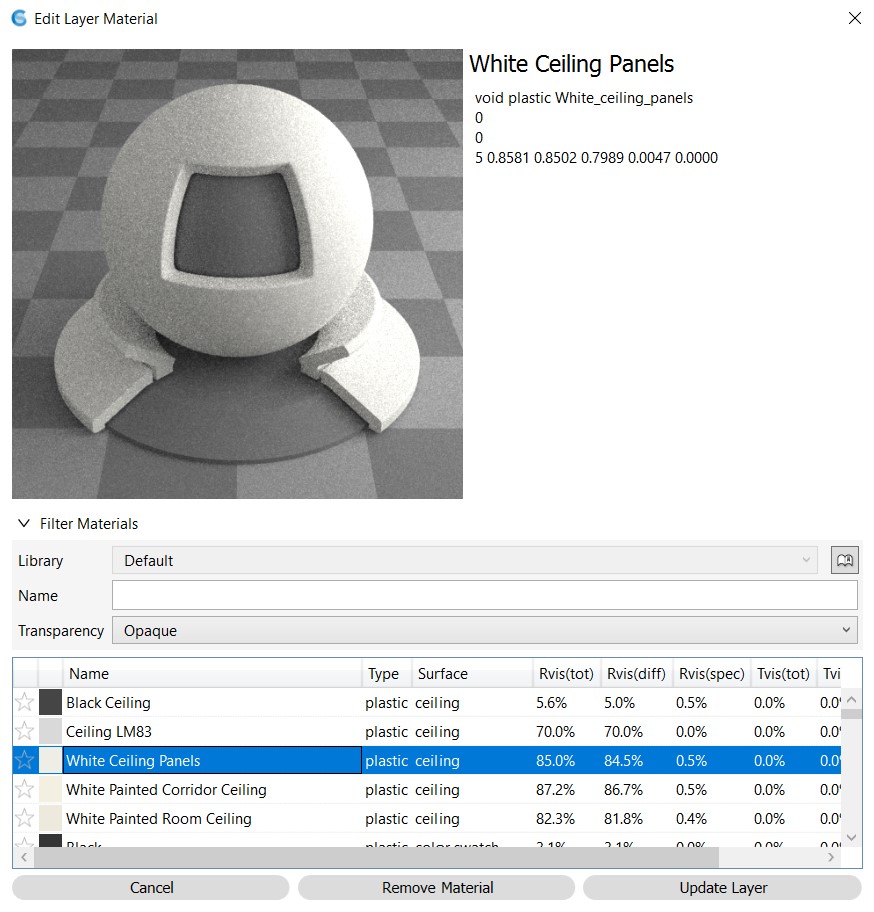 Edit Layer Material
White Ceiling Panels
void plastic White_ceiling_panels
0
0
5 0.8581 0.8502 0.7989 0.0047 0.0000
Filter Materials
Library Default
Name
Transparency Opaque
Name Type Surface Rvis(tot) Rvis(diff) Rvis(spec) Tvis(tot) Tvi
Black Ceiling plastic ceiling 5.6% 5.0% 0.5% 0.0% 0.0
Ceiling LM83 plastic ceiling 70.0% 70.0% 0.0% 0.0% 0.0
White Ceiling Panels plastic ceiling 85.0% 84.5% 0.5% 0.0% 0.0
White Painted Corridor Ceiling plastic ceiling 87.2% 86.7% 0.5% 0.0% 0.0
White Painted Room Ceiling plastic ceiling 82.3% 81.8% 0.4% 0.0% 0.0
Black plastic color swatch
Cancel Remove Material Update Layer